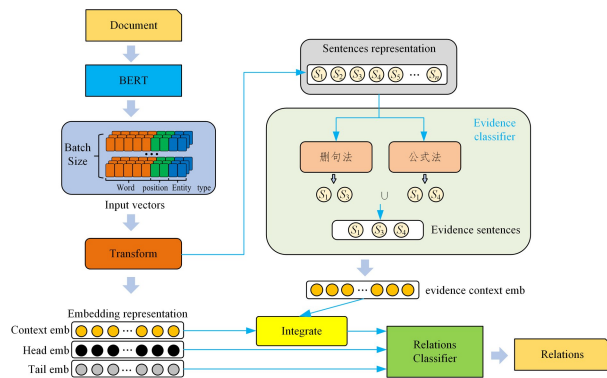 Document
BERT
Batch
Size
Word position Entity type
Input vectors
Transform
Embedding representation
Context emb
Head emb
Tail emb
Sentences representation
S1 S2 S3 S4 S5 ··· Sn
Evidence
classifier
删句法
公式法
S1 S3 ∪ S1 S4
S1 S3 S4
Evidence sentences
evidence context emb
Integrate
Relations
Classifier
Relations